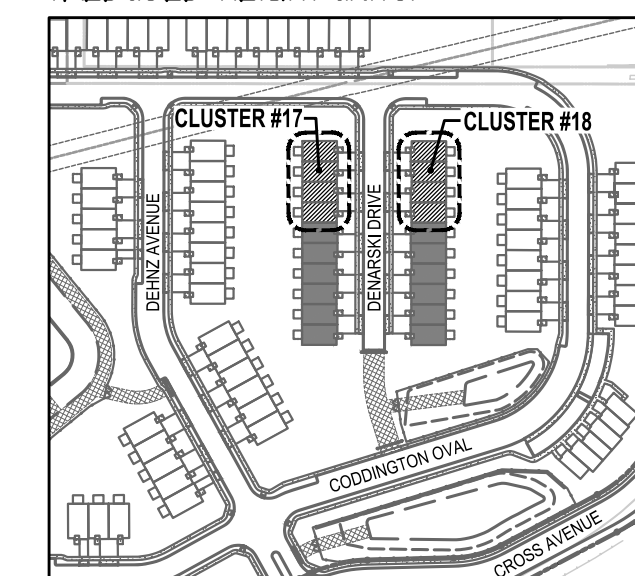 CLUSTER #17
CLUSTER #18
DEHNZ AVENUE
DENARSKI DRIVE
CODDINGTON OVAL
CROSS AVENUE